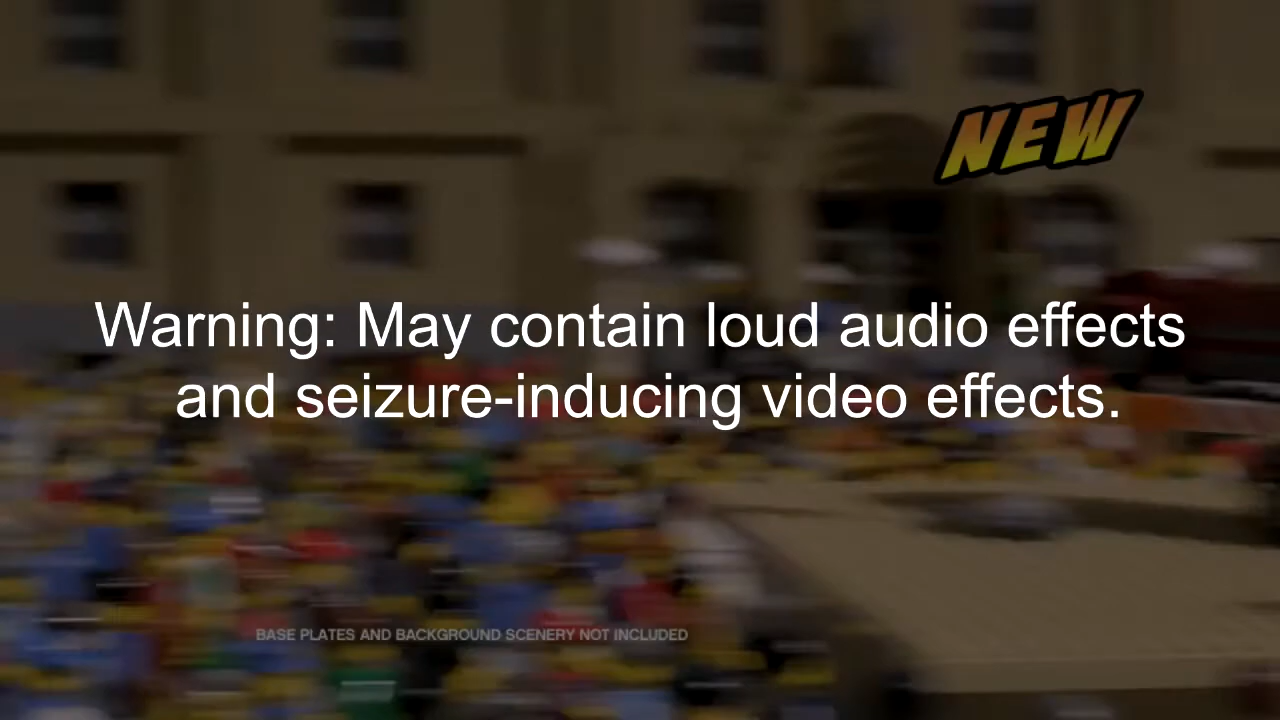 NEW
Warning: May contain loud audio effects
and seizure-inducing video effects.
BASE PLATES AND BACKGROUND SCENERY NOT INCLUDED